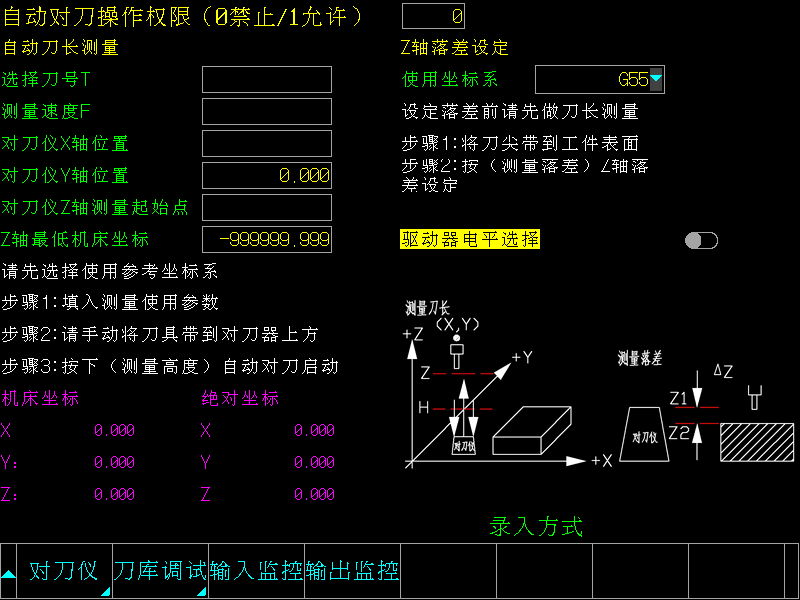 自动对刀操作权限（0禁止/1允许） 0
自动刀长测量
选择刀号T
测量速度F
对刀仪X轴位置
对刀仪Y轴位置 0.000
对刀仪Z轴测量起始点
Z轴最低机床坐标 -999999.999
请先选择使用参考坐标系
步骤1:填入测量使用参数
步骤2:请手动将刀具带到对刀器上方
步骤3:按下（测量高度）自动对刀启动
机床坐标 绝对坐标
X 0.000 X 0.000
Y: 0.000 Y 0.000
Z: 0.000 Z 0.000
Z轴落差设定
使用坐标系 G55
设定落差前请先做刀长测量
步骤1:将刀尖带到工件表面
步骤2:按（测量落差）Z轴落
差设定
驱动器电平选择
测量刀长
(X,Y)
+Z
+Y
Z
H
对刀仪
+X
测量落差
ΔZ
Z1
Z2
对刀仪
录入方式
对刀仪 刀库调试 输入监控 输出监控